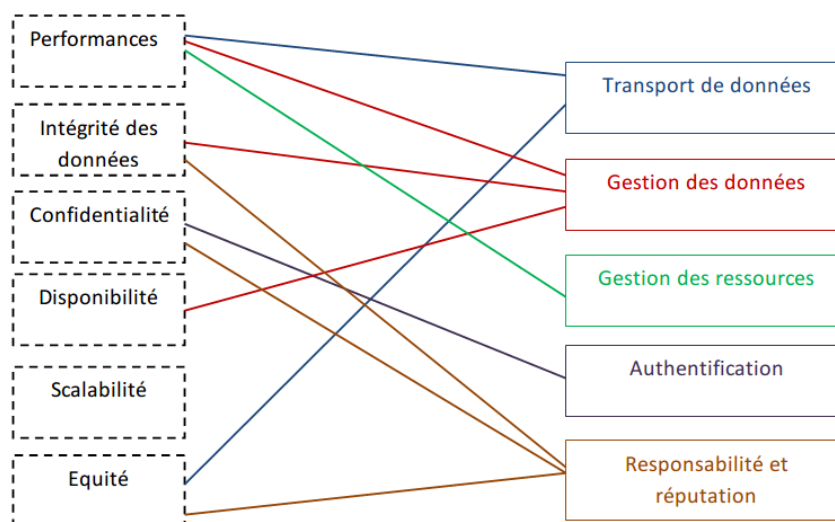 Performances
Intégrité des
données
Confidentialité
Disponibilité
Scalabilité
Equité
Transport de données
Gestion des données
Gestion des ressources
Authentification
Responsabilité et
réputation